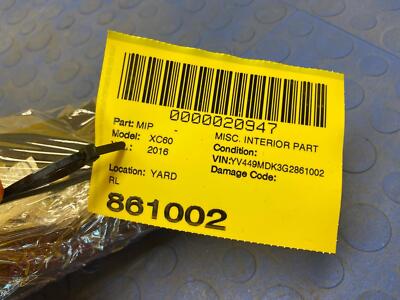 0000020947
Part: MIP - MISC. INTERIOR PART
Model: XC60 Condition:
.: 2016 VIN:YV449MDK3G2861002
Damage Code:
Location: YARD
RL
861002